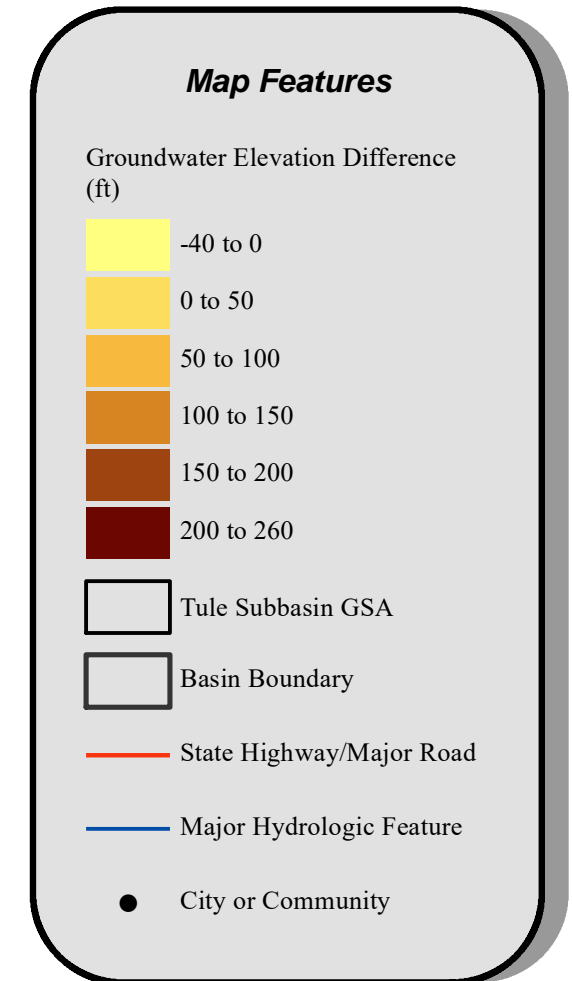 Map Features
Groundwater Elevation Difference
(ft)
-40 to 0
0 to 50
50 to 100
100 to 150
150 to 200
200 to 260
Tule Subbasin GSA
Basin Boundary
State Highway/Major Road
Major Hydrologic Feature
City or Community